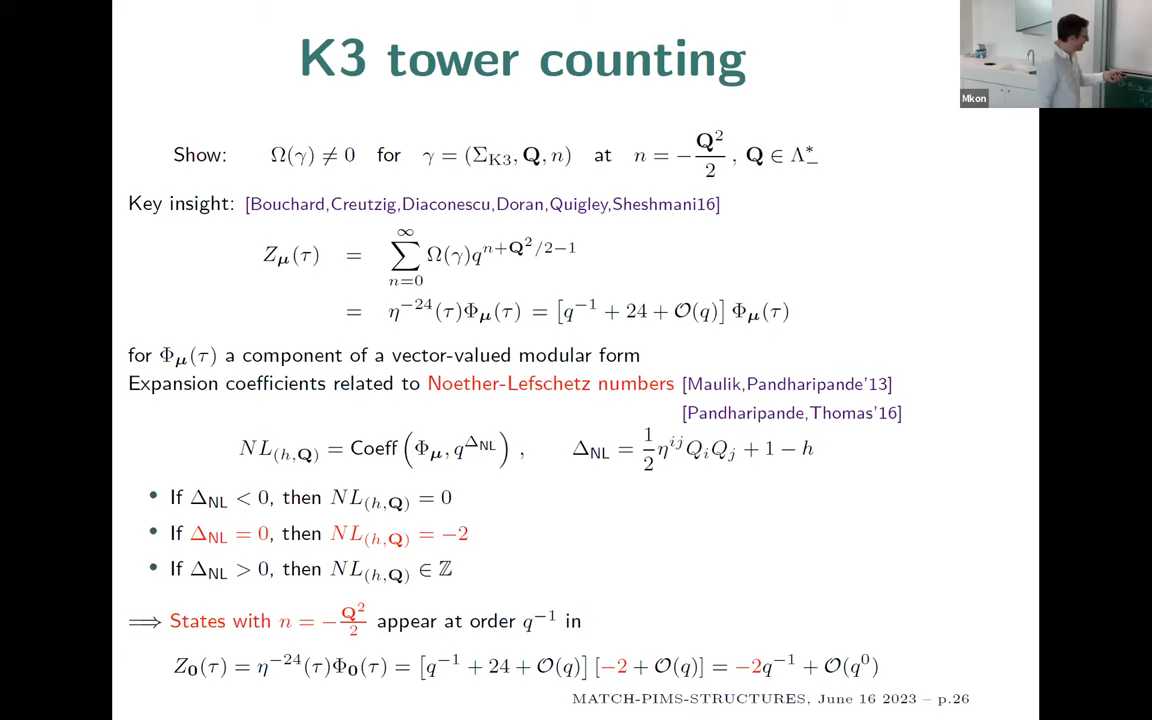 K3 tower counting
Mkon
Show: Ω(γ) ≠ 0 for γ = (Σ_K3, Q, n) at n = −Q²/2 , Q ∈ Λ*_−
Key insight: [Bouchard,Creutzig,Diaconescu,Doran,Quigley,Sheshmani16]
Z_μ(τ) = ∑_{n=0}^{∞} Ω(γ)q^{n+Q²/2−1}
= η^{−24}(τ)Φ_μ(τ) = [q^{−1} + 24 + 𝒪(q)] Φ_μ(τ)
for Φ_μ(τ) a component of a vector-valued modular form
Expansion coefficients related to Noether-Lefschetz numbers [Maulik,Pandharipande'13]
[Pandharipande,Thomas'16]
NL_{(h,Q)} = Coeff(Φ_μ, q^{Δ_NL}) , Δ_NL = 1/2 η^{ij}Q_iQ_j + 1 − h
• If Δ_NL < 0, then NL_{(h,Q)} = 0
• If Δ_NL = 0, then NL_{(h,Q)} = −2
• If Δ_NL > 0, then NL_{(h,Q)} ∈ ℤ
⟹ States with n = −Q²/2 appear at order q^{−1} in
Z_0(τ) = η^{−24}(τ)Φ_0(τ) = [q^{−1} + 24 + 𝒪(q)] [−2 + 𝒪(q)] = −2q^{−1} + 𝒪(q⁰)
MATCH-PIMS-STRUCTURES, June 16 2023 – p.26